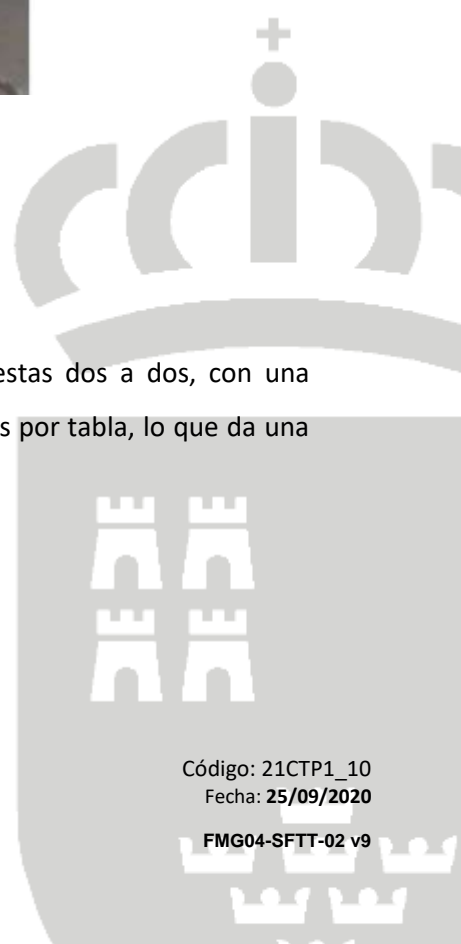 estas dos a dos, con una
s por tabla, lo que da una
Código: 21CTP1_10
Fecha: 25/09/2020
FMG04-SFTT-02 v9